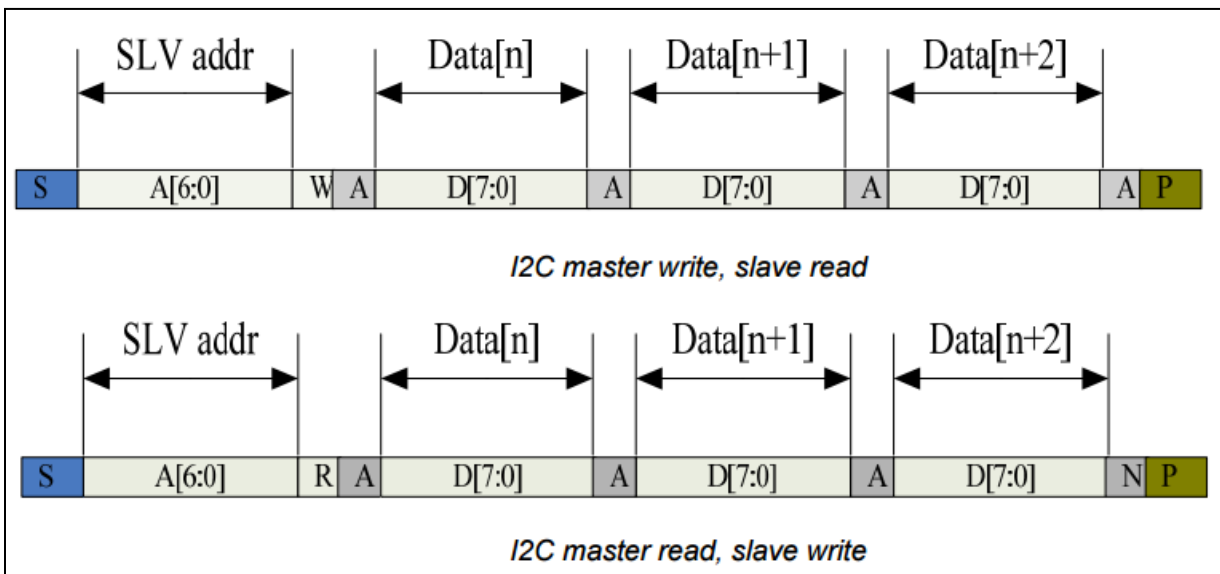 SLV addr Data[n] Data[n+1] Data[n+2]
S A[6:0] W A D[7:0] A D[7:0] A D[7:0] A P
I2C master write, slave read
SLV addr Data[n] Data[n+1] Data[n+2]
S A[6:0] R A D[7:0] A D[7:0] A D[7:0] N P
I2C master read, slave write